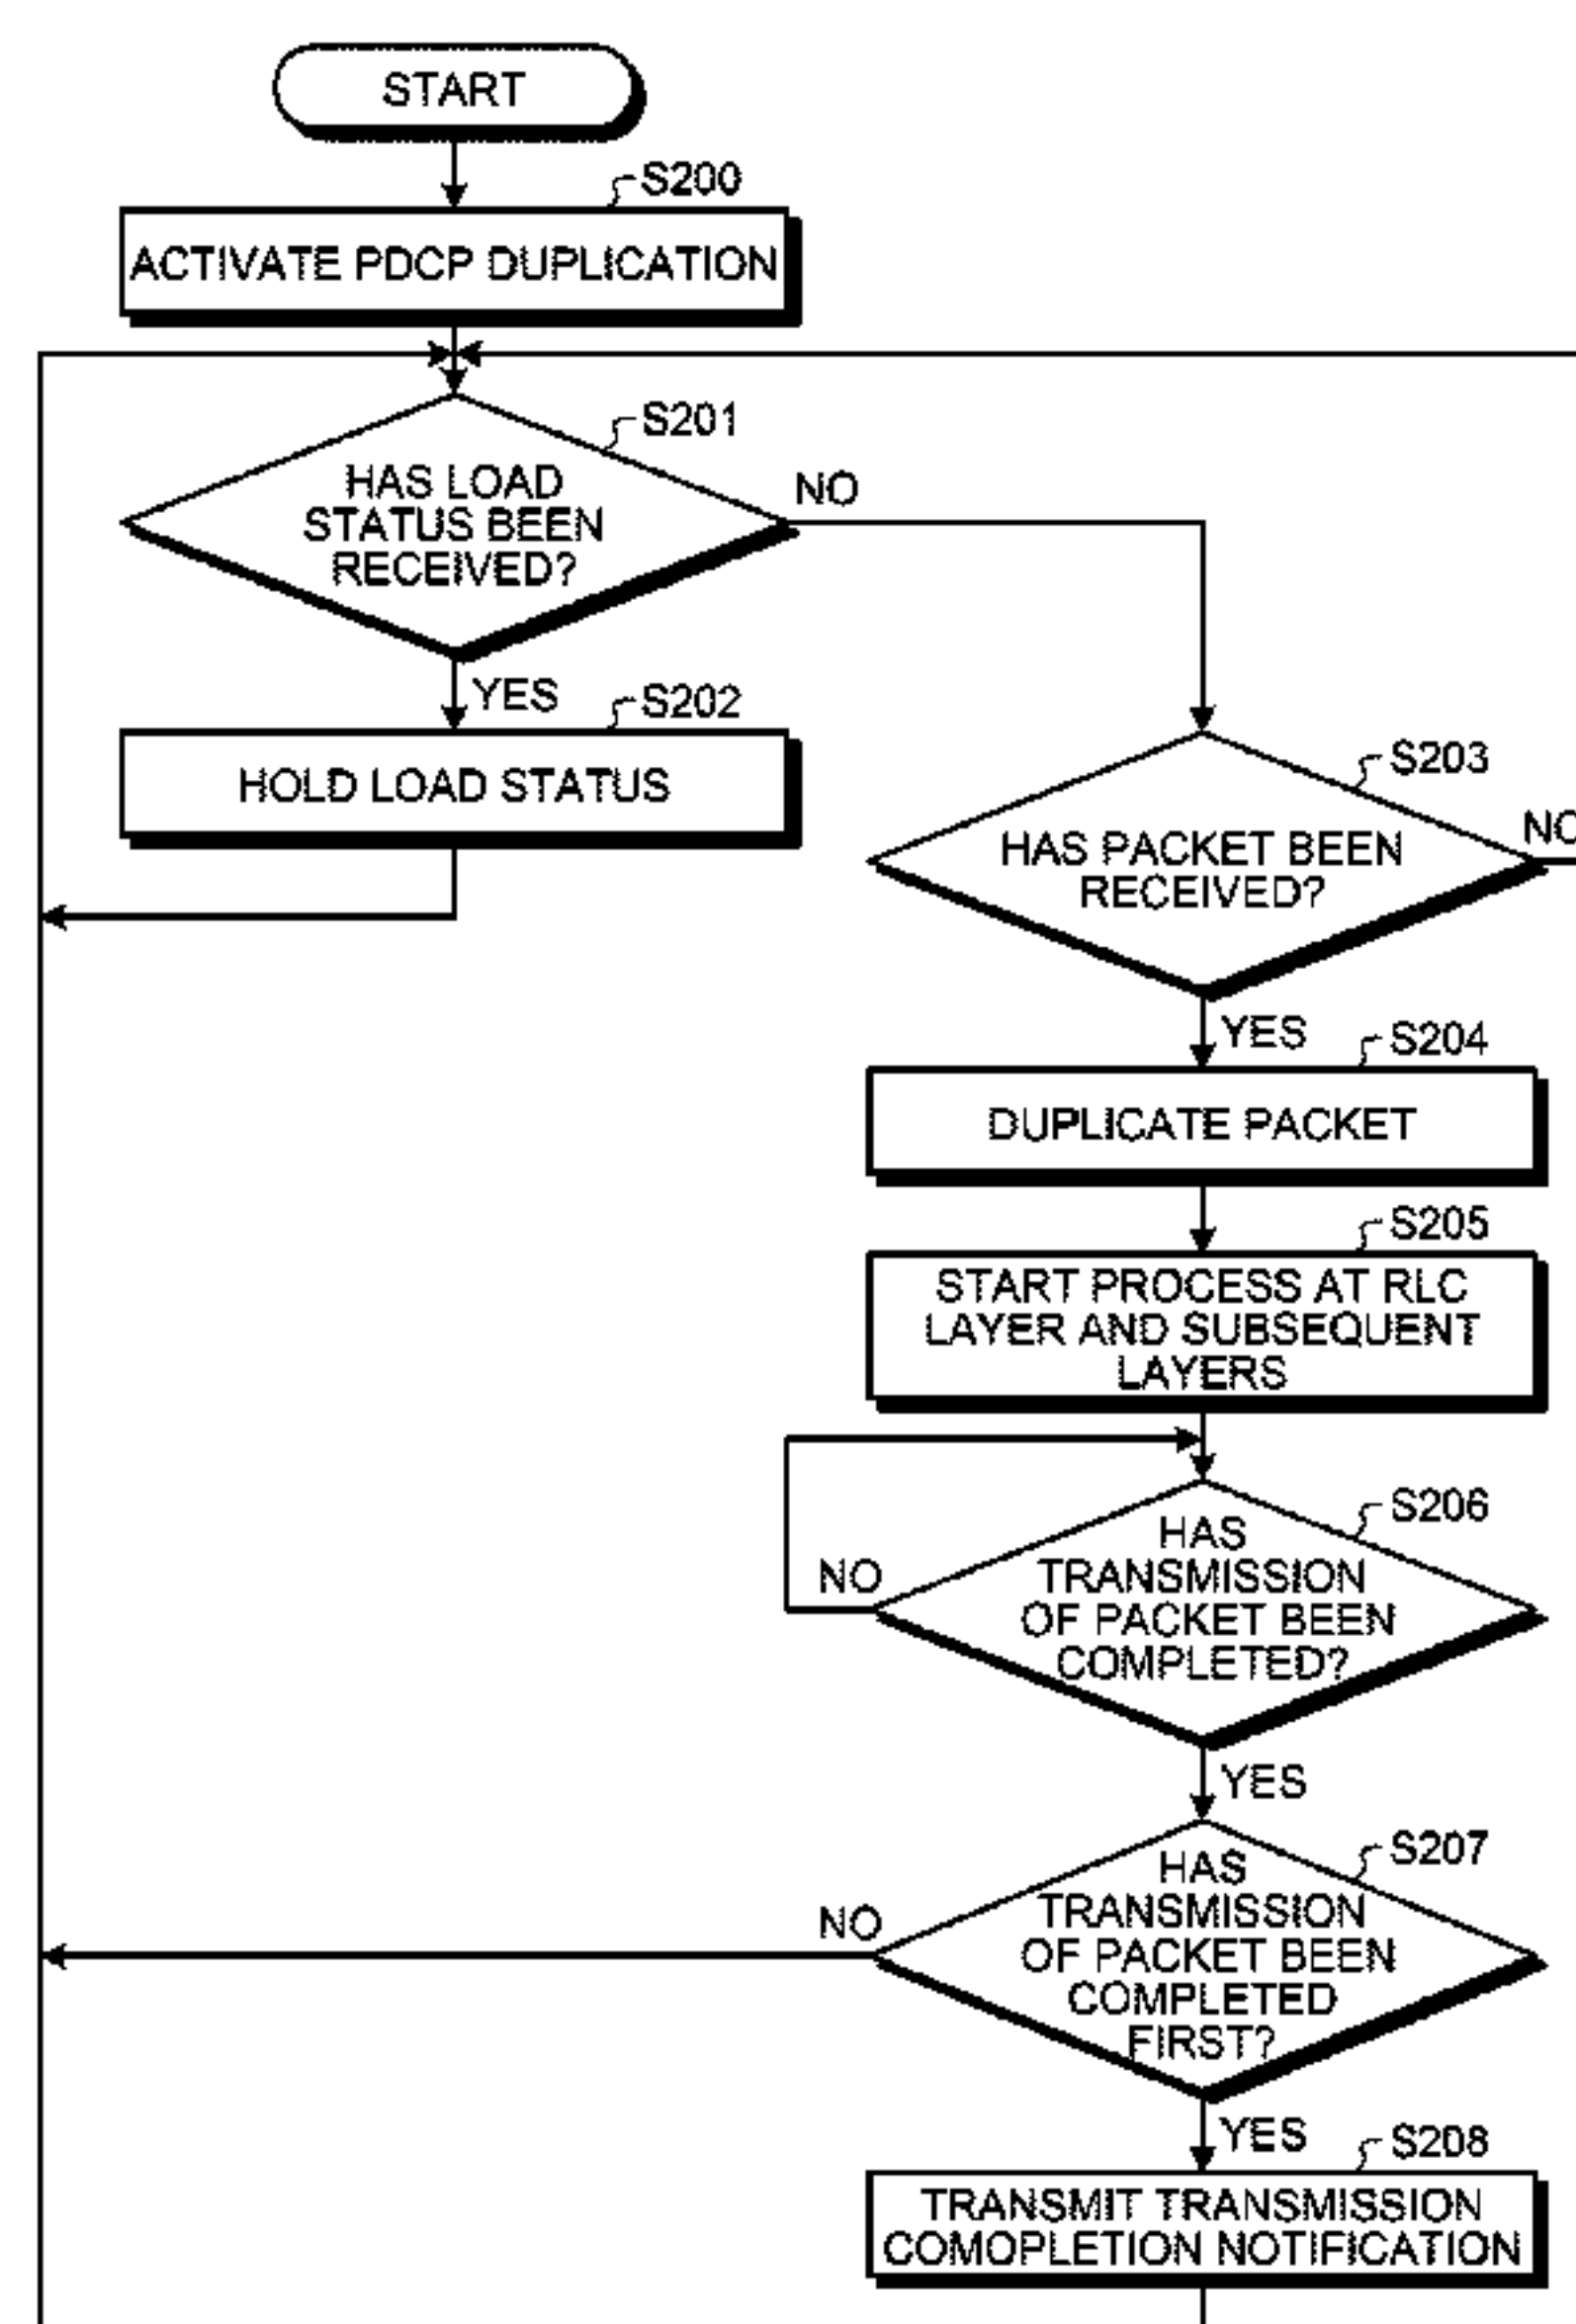 START
S200
ACTIVATE PDCP DUPLICATION
S201
HAS LOAD
STATUS BEEN
RECEIVED?
NO
YES
S202
HOLD LOAD STATUS
S203
HAS PACKET BEEN
RECEIVED?
NO
YES
S204
DUPLICATE PACKET
S205
START PROCESS AT RLC
LAYER AND SUBSEQUENT
LAYERS
S206
HAS
TRANSMISSION
OF PACKET BEEN
COMPLETED?
NO
YES
S207
HAS
TRANSMISSION
OF PACKET BEEN
COMPLETED
FIRST?
NO
YES
S208
TRANSMIT TRANSMISSION
COMOPLETION NOTIFICATION